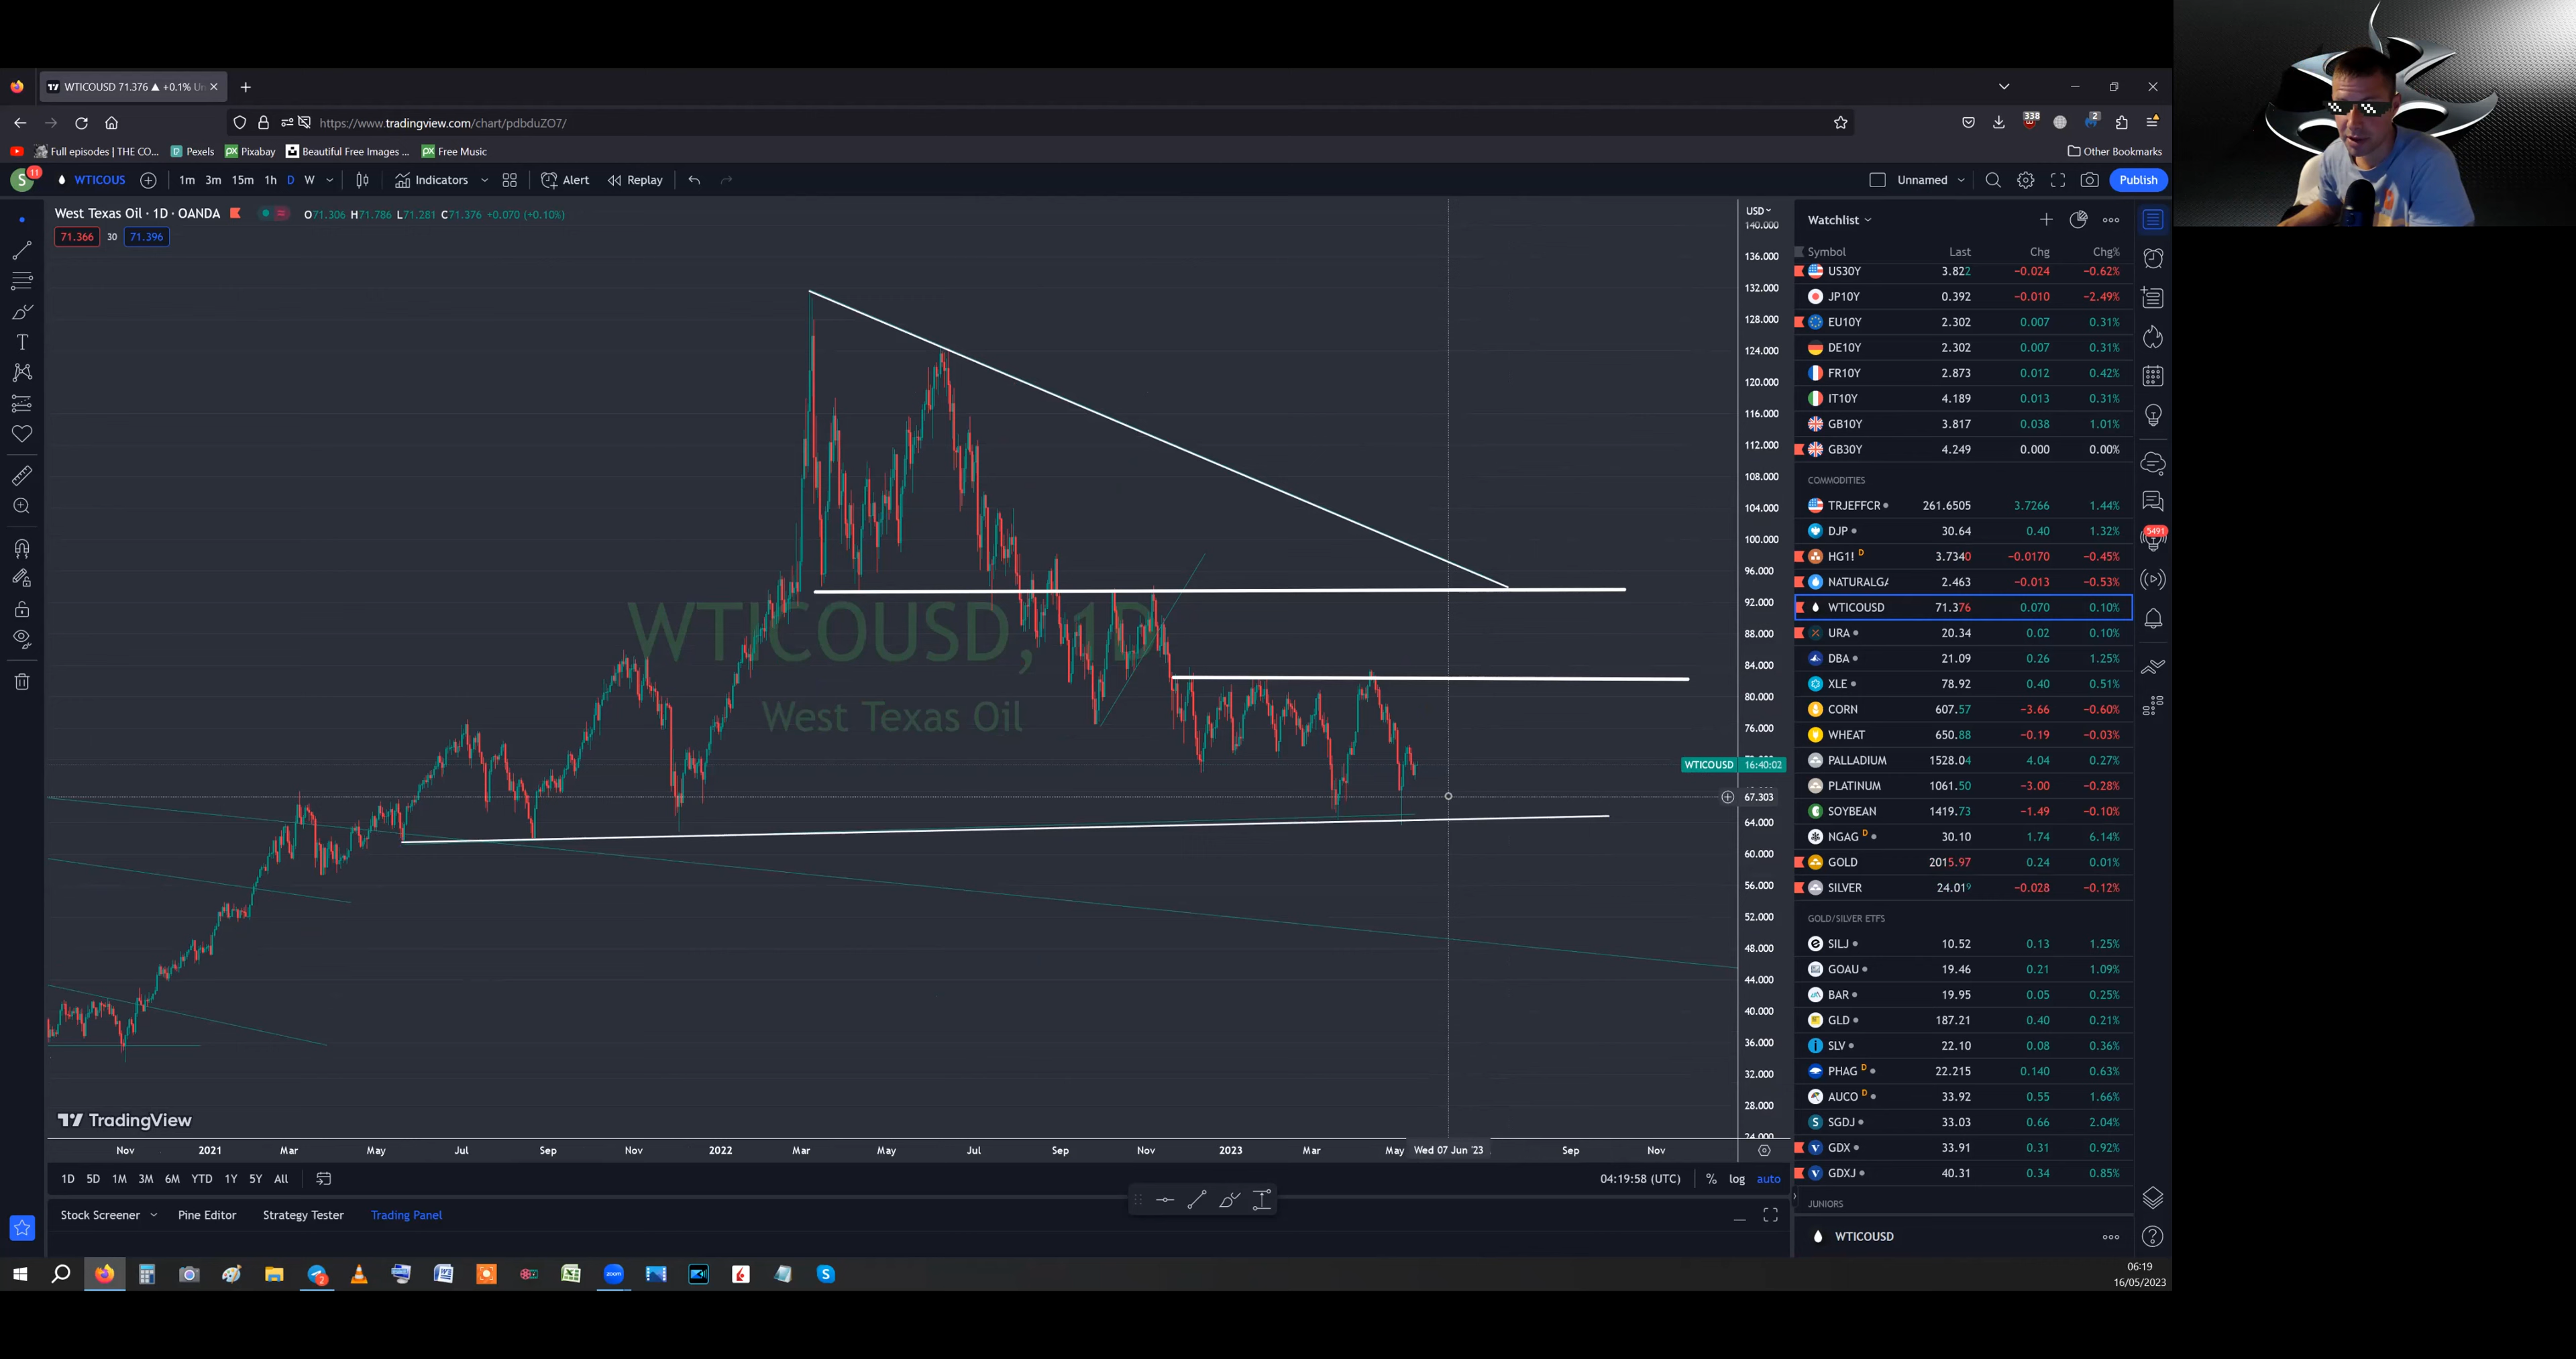 WTICOUSD 71.376 ▲ +0.1% Un
https://www.tradingview.com/chart/pdbduZO7/
338
2
Full episodes | THE CO...
Pexels
Pixabay
Beautiful Free Images ...
Free Music
Other Bookmarks
S
11
WTICOUS
1m 3m 15m 1h D W
Indicators
Alert
Replay
Unnamed
Publish
West Texas Oil · 1D · OANDA
O71.306 H71.786 L71.281 C71.376 +0.070 (+0.10%)
71.366 30 71.396
WTICOUSD, 1D
West Texas Oil
USD
140.000
136.000
132.000
128.000
124.000
120.000
116.000
112.000
108.000
104.000
100.000
96.000
92.000
88.000
84.000
80.000
76.000
WTICOUSD 16:40:02
67.303
64.000
60.000
56.000
52.000
48.000
44.000
40.000
36.000
32.000
28.000
24.000
TradingView
Nov 2021 Mar May Jul Sep Nov 2022 Mar May Jul Sep Nov 2023 Mar May Wed 07 Jun '23 Sep Nov
1D 5D 1M 3M 6M YTD 1Y 5Y All
04:19:58 (UTC) % log auto
Stock Screener Pine Editor Strategy Tester Trading Panel
Watchlist
Symbol Last Chg Chg%
US30Y 3.822 −0.024 −0.62%
JP10Y 0.392 −0.010 −2.49%
EU10Y 2.302 0.007 0.31%
DE10Y 2.302 0.007 0.31%
FR10Y 2.873 0.012 0.42%
IT10Y 4.189 0.013 0.31%
GB10Y 3.817 0.038 1.01%
GB30Y 4.249 0.000 0.00%
COMMODITIES
TRJEFFCR 261.6505 3.7266 1.44%
DJP 30.64 0.40 1.32%
HG1! D 3.7340 −0.0170 −0.45%
NATURALGA 2.463 −0.013 −0.53%
WTICOUSD 71.376 0.070 0.10%
URA 20.34 0.02 0.10%
DBA 21.09 0.26 1.25%
XLE 78.92 0.40 0.51%
CORN 607.57 −3.66 −0.60%
WHEAT 650.88 −0.19 −0.03%
PALLADIUM 1528.04 4.04 0.27%
PLATINUM 1061.50 −3.00 −0.28%
SOYBEAN 1419.73 −1.49 −0.10%
NGAG D 30.10 1.74 6.14%
GOLD 2015.97 0.24 0.01%
SILVER 24.019 −0.028 −0.12%
GOLD/SILVER ETFS
SILJ 10.52 0.13 1.25%
GOAU 19.46 0.21 1.09%
BAR 19.95 0.05 0.25%
GLD 187.21 0.40 0.21%
SLV 22.10 0.08 0.36%
PHAG D 22.215 0.140 0.63%
AUCO D 33.92 0.55 1.66%
SGDJ 33.03 0.66 2.04%
GDX 33.91 0.31 0.92%
GDXJ 40.31 0.34 0.85%
JUNIORS
WTICOUSD
5491
zoom
06:19
16/05/2023